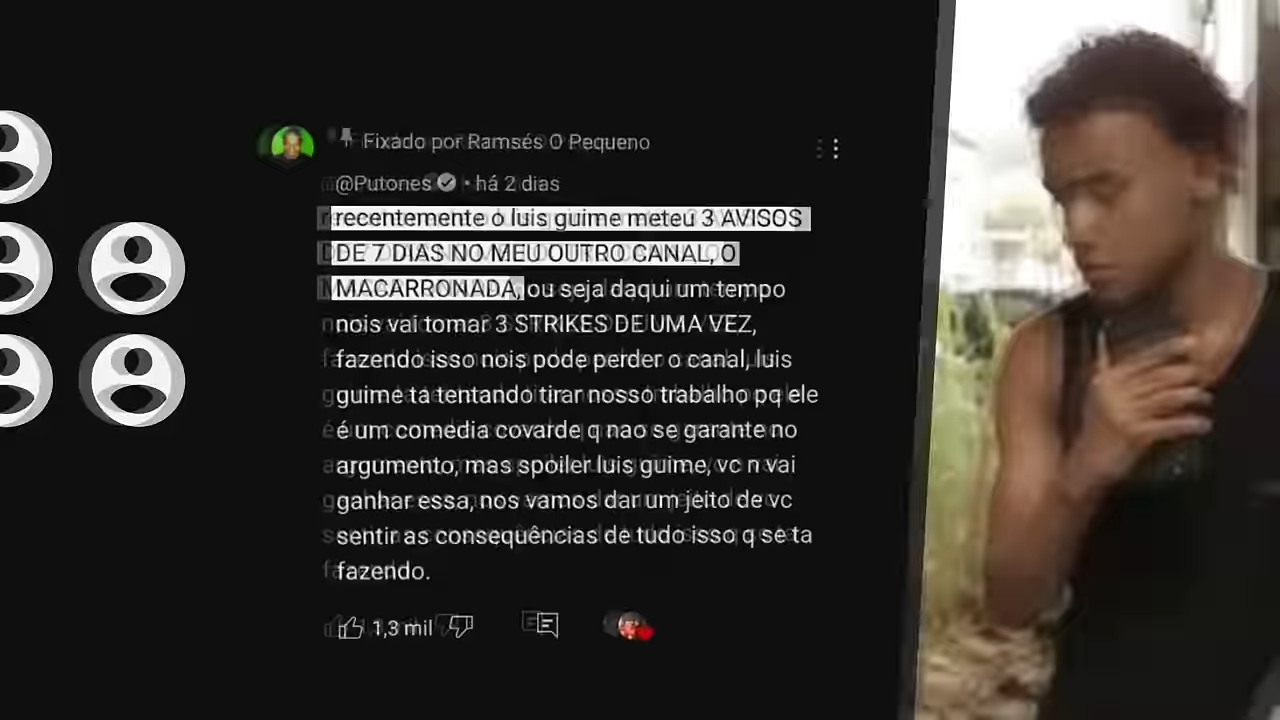 Fixado por Ramsés O Pequeno
@Putones • há 2 dias
recentemente o luis guime meteu 3 AVISOS
DE 7 DIAS NO MEU OUTRO CANAL, O
MACARRONADA, ou seja daqui um tempo
nois vai tomar 3 STRIKES DE UMA VEZ,
fazendo isso nois pode perder o canal, luis
guime ta tentando tirar nosso trabalho pq ele
é um comédia covarde q nao se garante no
argumento, mas spoiler luis guime, vc n vai
ganhar essa, nos vamos dar um jeito de vc
sentir as consequências de tudo isso q se ta
fazendo.
1,3 mil